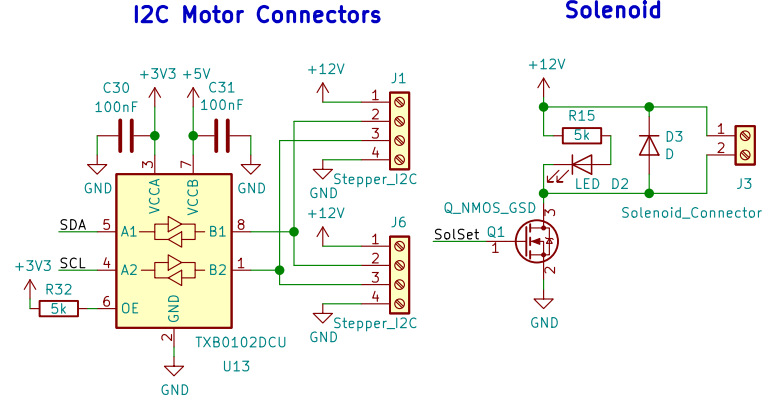 I2C Motor Connectors
Solenoid
+3V3
+5V
C30
100nF
C31
100nF
GND
GND
3
7
VCCA
VCCB
SDA
5
A1
B1
8
SCL
4
A2
B2
1
+3V3
R32
5k
6
OE
GND
2
TXB0102DCU
U13
GND
+12V
J1
1
2
3
4
GND
Stepper_I2C
+12V
J6
1
2
3
4
GND
Stepper_I2C
+12V
R15
5k
D3
D
LED
D2
1
2
J3
Solenoid_Connector
Q_NMOS_GSD
3
SolSet
Q1
1
2
GND